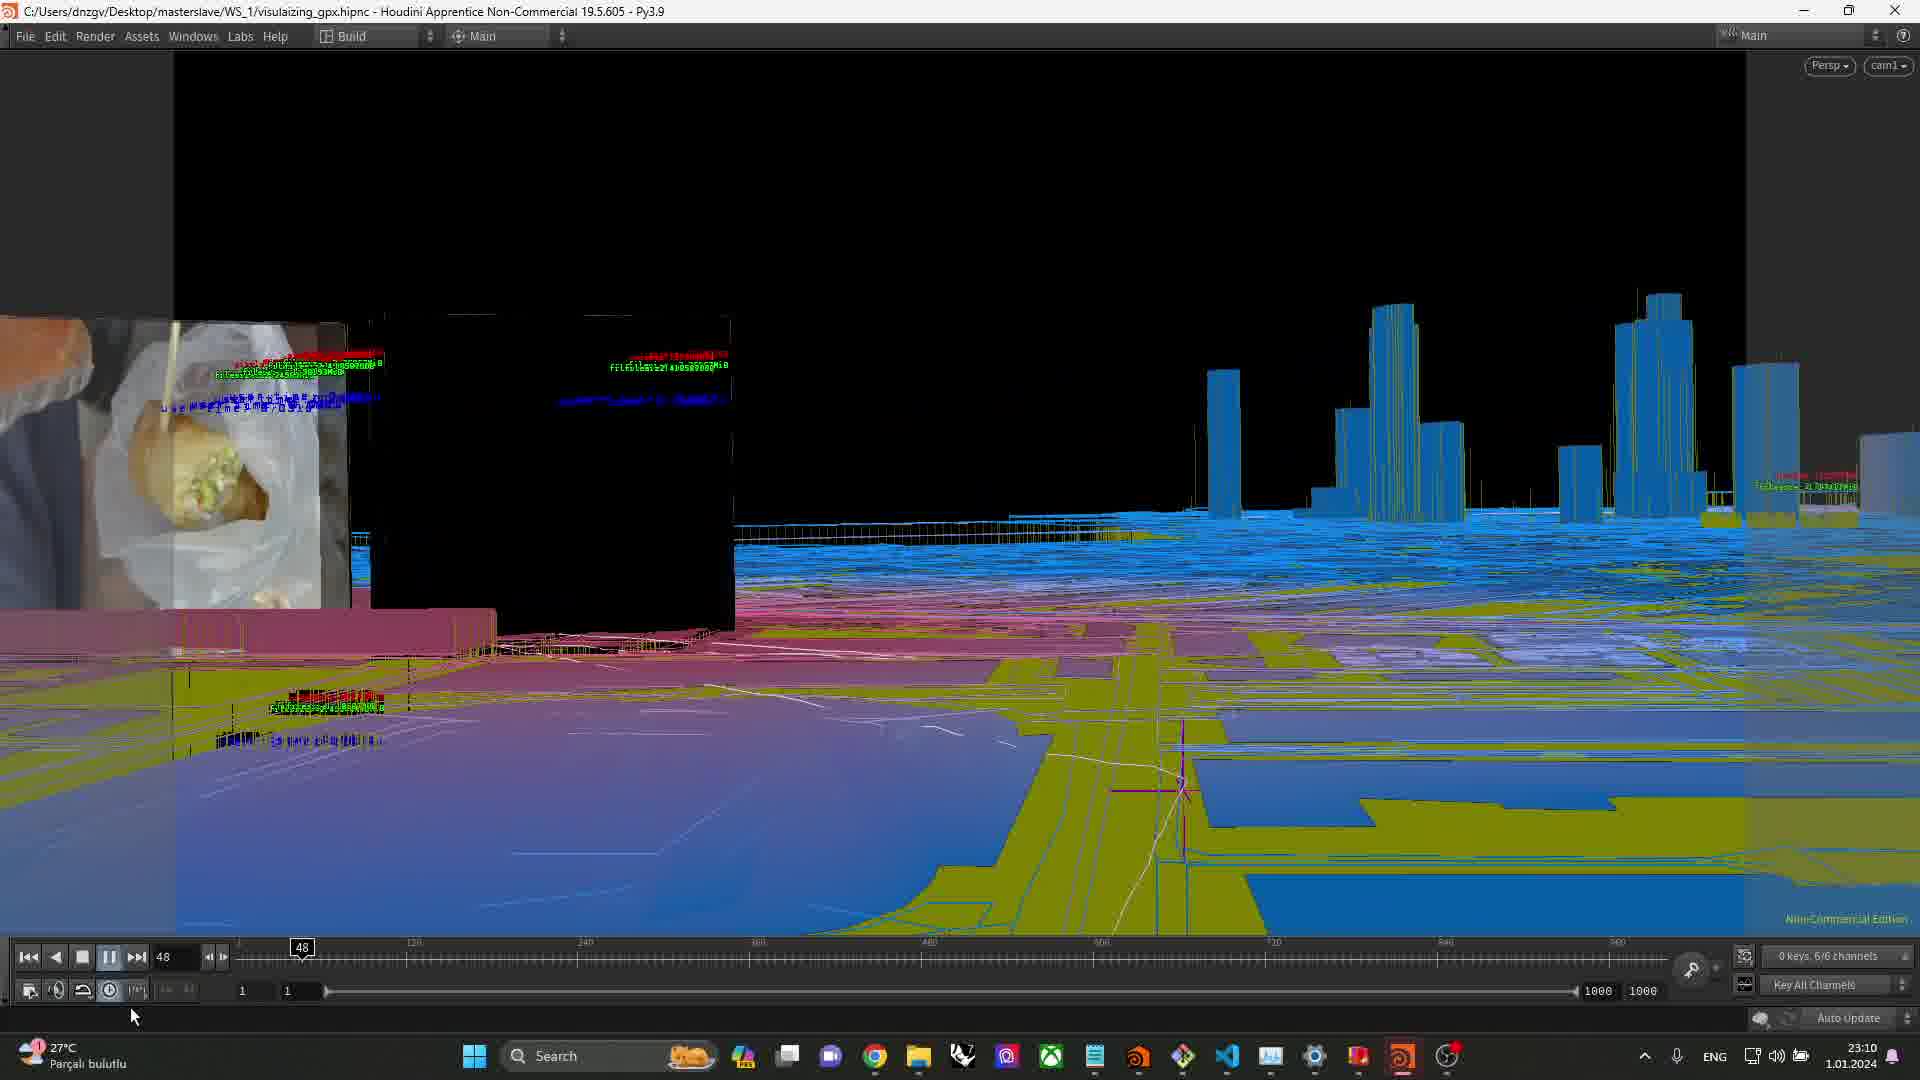 C:/Users/dnzgv/Desktop/masterslave/WS_1/visulaizing_gpx.hipnc - Houdini Apprentice Non-Commercial 19.5.605 - Py3.9
File Edit Render Assets Windows Labs Help Build Main Main
Persp cam1
Non-Commercial Edition
48 48 1 120 240 360 480 600 720 840 960
0 keys, 6/6 channels
1 1 1000 1000 Key All Channels
Auto Update
27°C
Parçalı bulutlu
Search
PRE
ENG
23:10
1.01.2024